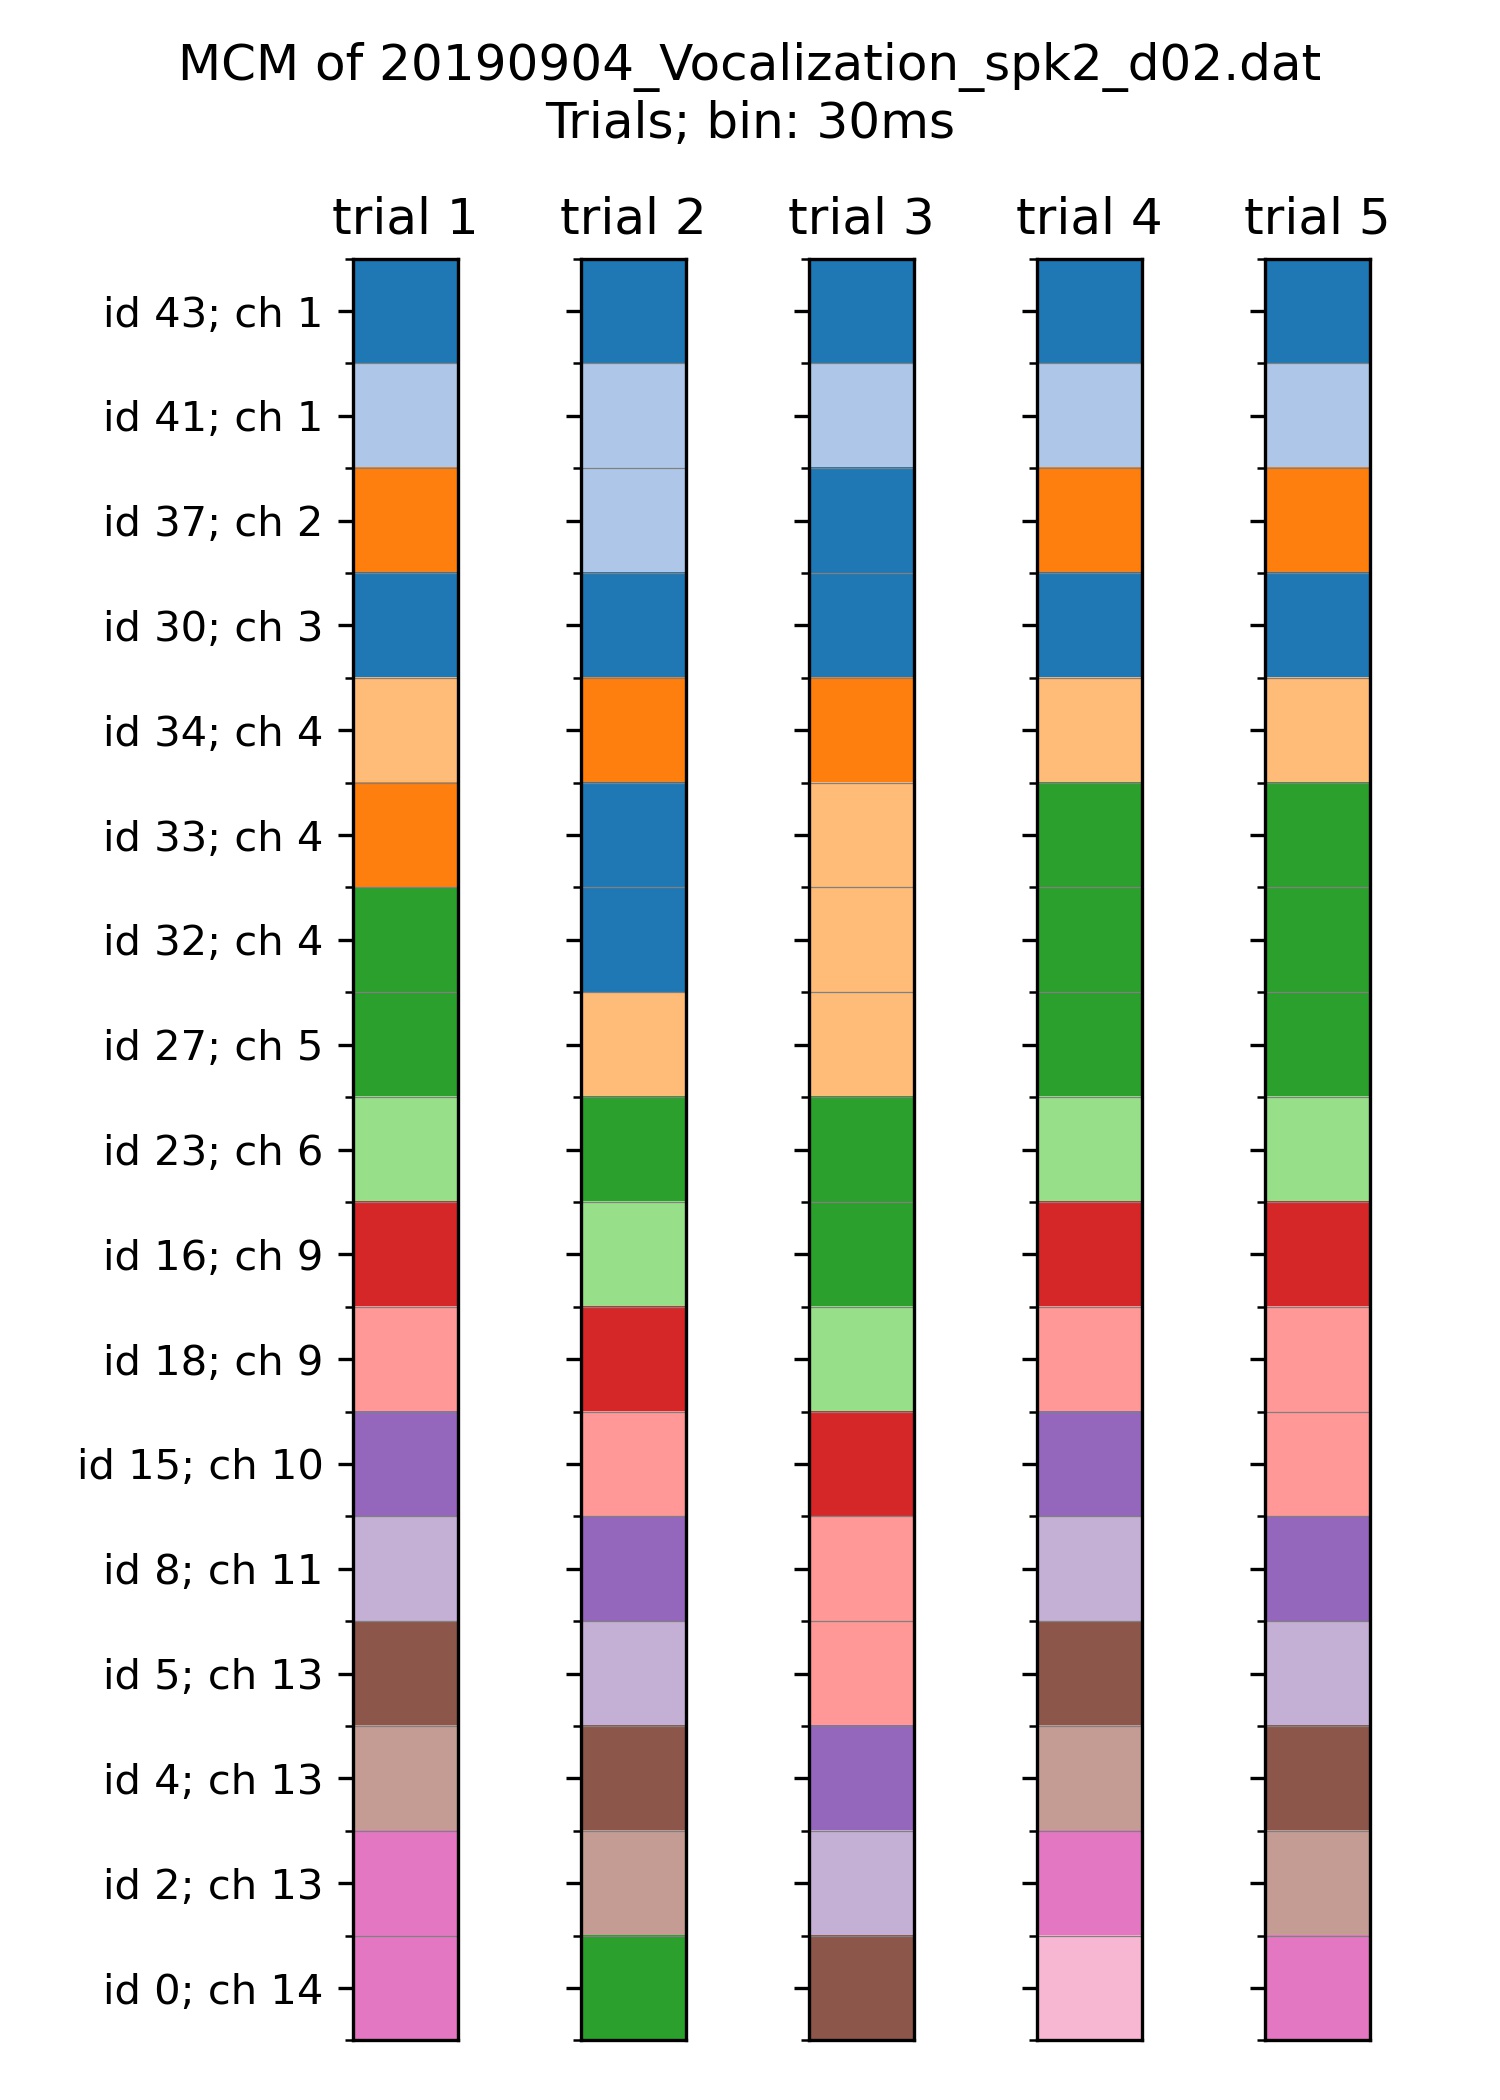 MCM of 20190904_Vocalization_spk2_d02.dat
Trials; bin: 30ms
trial 1 trial 2 trial 3 trial 4 trial 5
id 43; ch 1
id 41; ch 1
id 37; ch 2
id 30; ch 3
id 34; ch 4
id 33; ch 4
id 32; ch 4
id 27; ch 5
id 23; ch 6
id 16; ch 9
id 18; ch 9
id 15; ch 10
id 8; ch 11
id 5; ch 13
id 4; ch 13
id 2; ch 13
id 0; ch 14